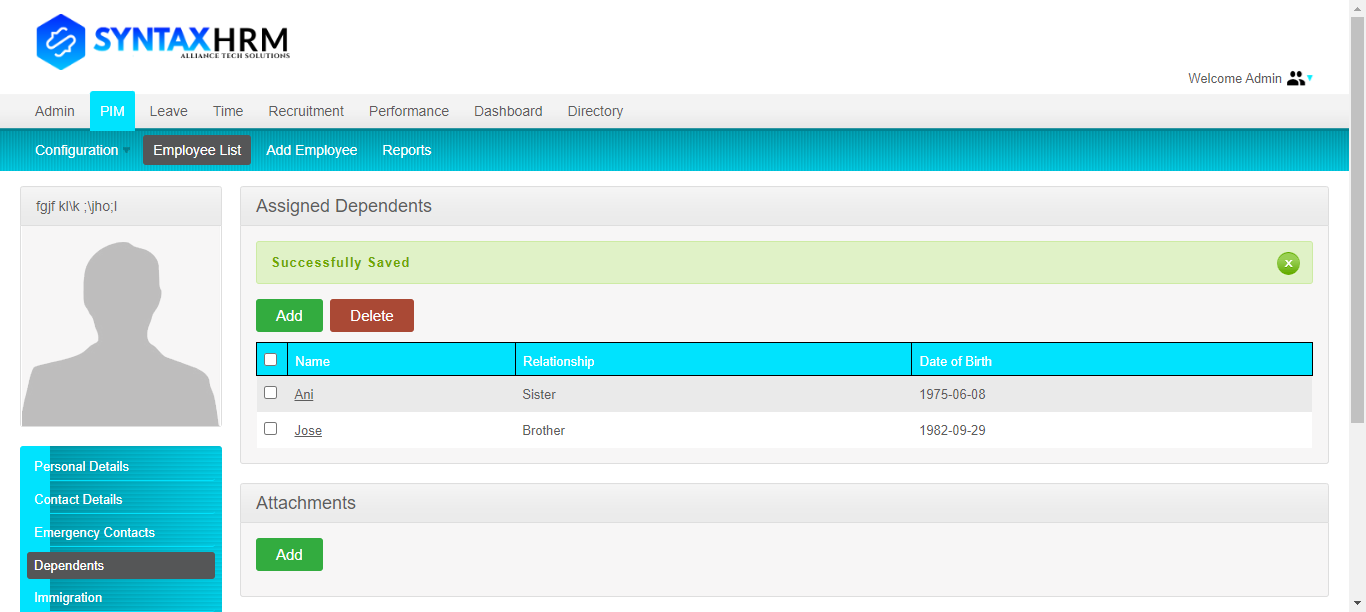 SYNTAXHRM
ALLIANCE TECH SOLUTIONS
Welcome Admin
Admin PIM Leave Time Recruitment Performance Dashboard Directory
Configuration Employee List Add Employee Reports
fgjf kl\k ;\jho;l
Assigned Dependents
Successfully Saved
x
Add Delete
Name Relationship Date of Birth
Ani Sister 1975-06-08
Jose Brother 1982-09-29
Personal Details
Contact Details
Emergency Contacts
Dependents
Immigration
Attachments
Add